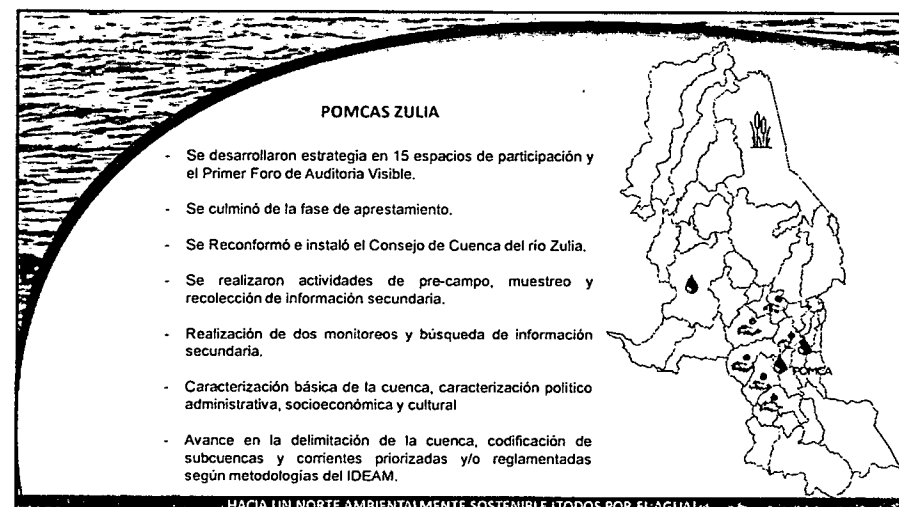 POMCAS ZULIA
- Se desarrollaron estrategia en 15 espacios de participación y
el Primer Foro de Auditoria Visible.
- Se culminó de la fase de aprestamiento.
- Se Reconformó e instaló el Consejo de Cuenca del río Zulia.
- Se realizaron actividades de pre-campo, muestreo y
recolección de información secundaria.
- Realización de dos monitoreos y búsqueda de información
secundaria.
- Caracterización básica de la cuenca, caracterización politico
administrativa, socioeconómica y cultural
- Avance en la delimitación de la cuenca, codificación de
subcuencas y corrientes priorizadas y/o reglamentadas
según metodologías del IDEAM.
POMCA
HACIA UN NORTE AMBIENTALMENTE SOSTENIBLE ¡TODOS POR EL AGUA!